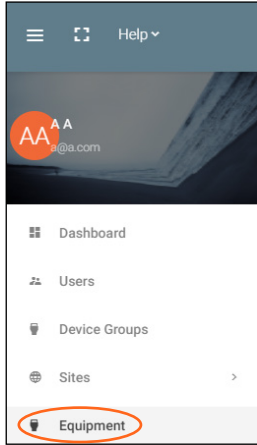 Help
AA
A A
a@a.com
Dashboard
Users
Device Groups
Sites
Equipment